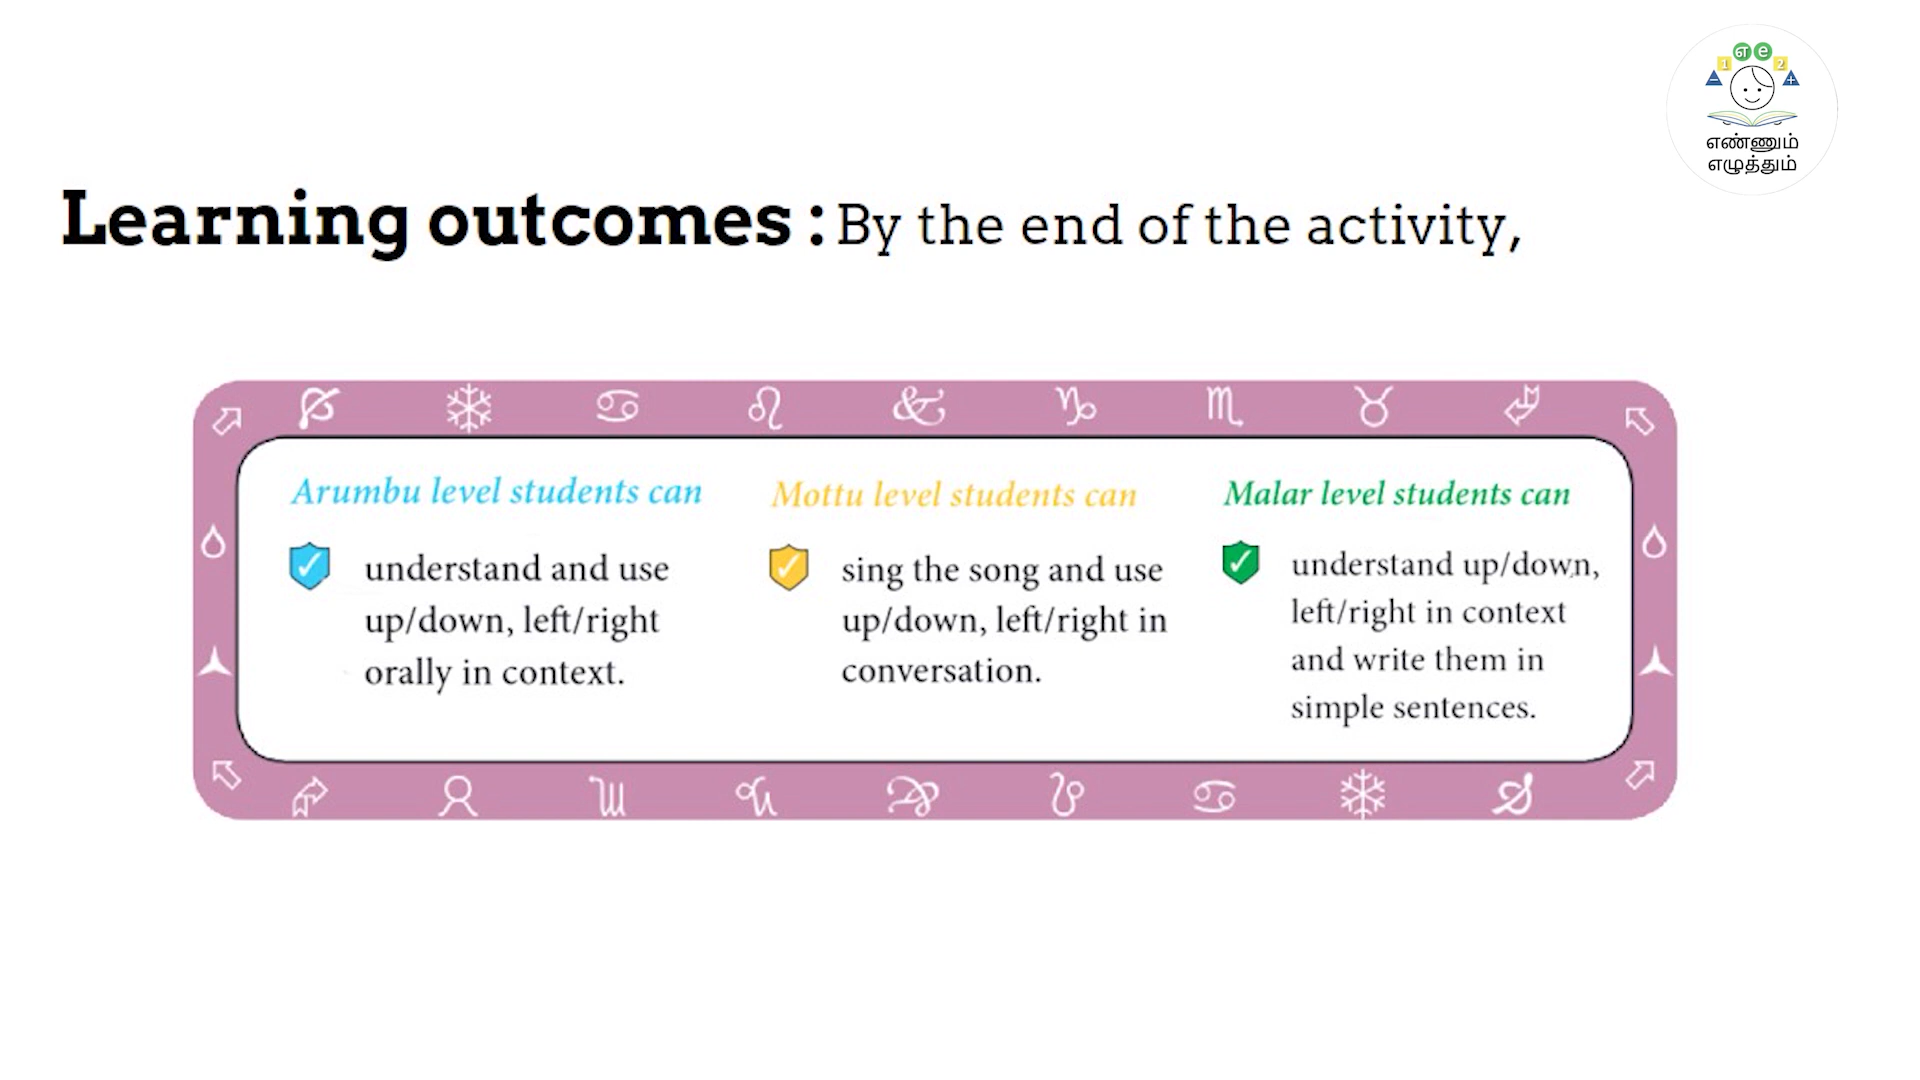 எ e
1 2
- +
எண்ணும்
எழுத்தும்
Learning outcomes : By the end of the activity,
Arumbu level students can
understand and use
up/down, left/right
orally in context.
Mottu level students can
sing the song and use
up/down, left/right in
conversation.
Malar level students can
understand up/down,
left/right in context
and write them in
simple sentences.